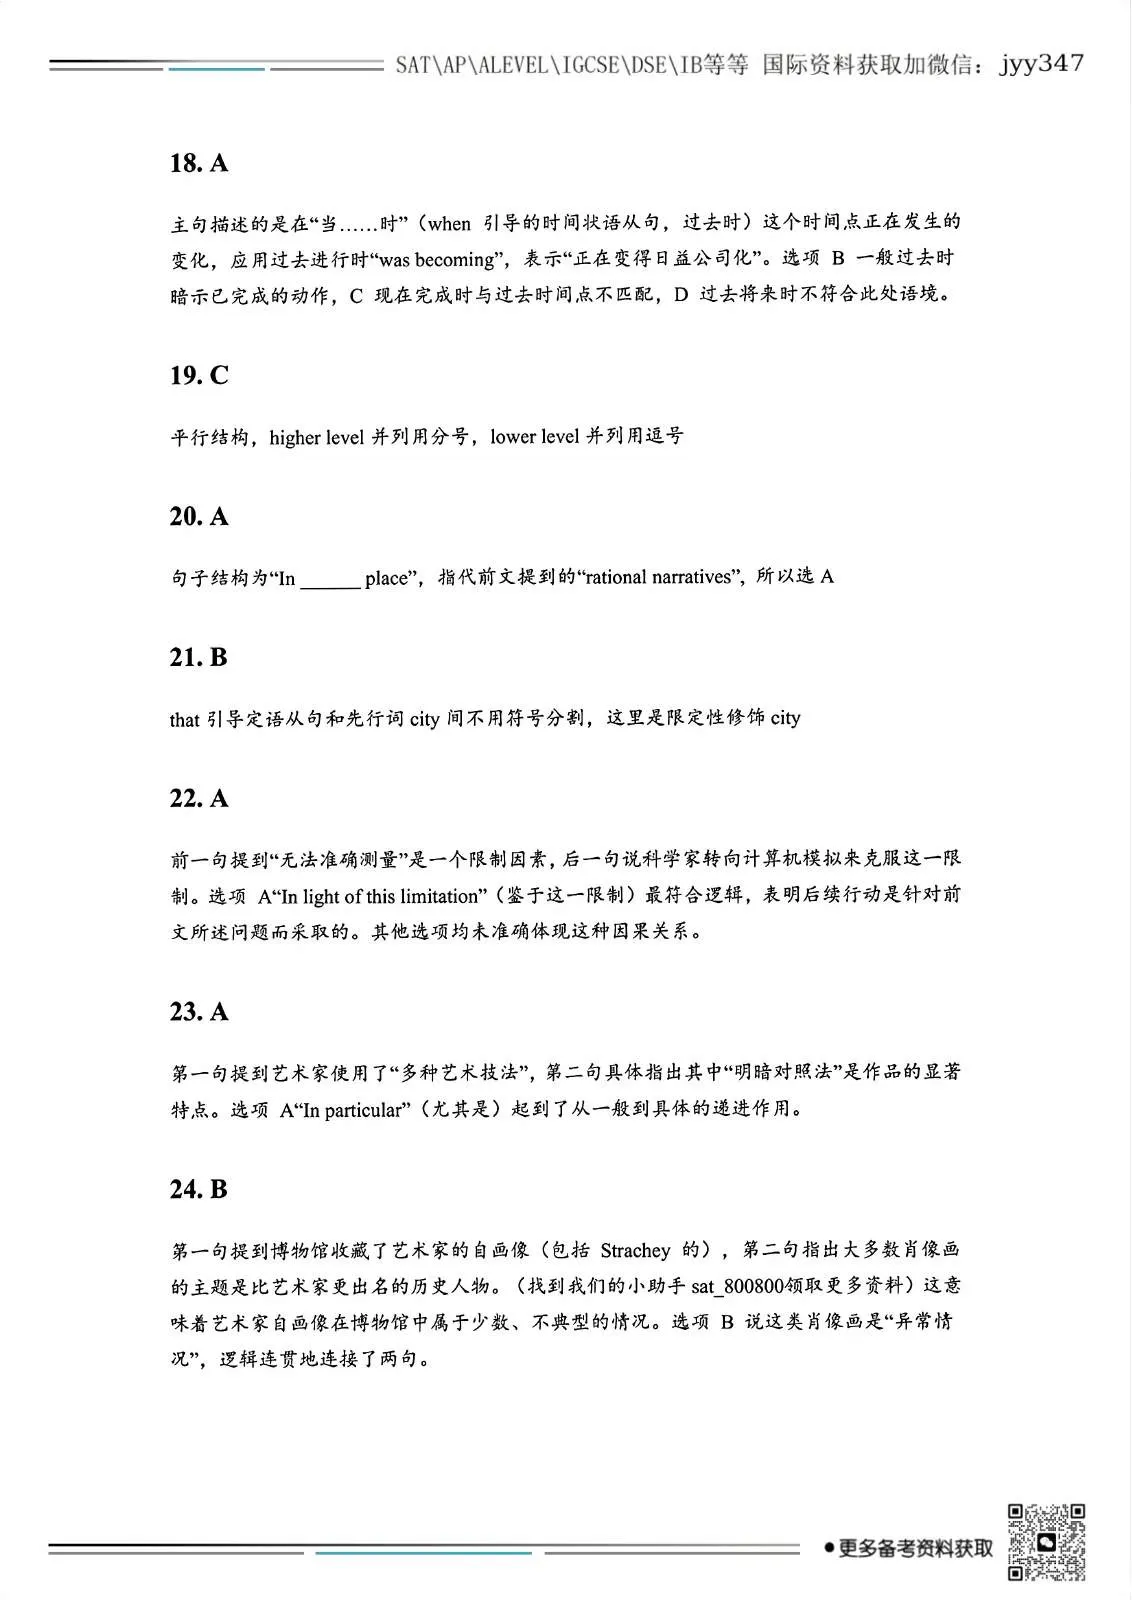 SAT\AP\ALEVEL\IGCSE\DSE\IB等等 国际资料获取加微信：jyy347
18. A
主句描述的是在“当……时”（when 引导的时间状语从句，过去时）这个时间点正在发生的
变化，应用过去进行时“was becoming”，表示“正在变得日益公司化”。选项 B 一般过去时
暗示已完成的动作，C 现在完成时与过去时间点不匹配，D 过去将来时不符合此处语境。
19. C
平行结构，higher level 并列用分号，lower level 并列用逗号
20. A
句子结构为“In ______ place”，指代前文提到的“rational narratives”, 所以选 A
21. B
that 引导定语从句和先行词 city 间不用符号分割，这里是限定性修饰 city
22. A
前一句提到“无法准确测量”是一个限制因素，后一句说科学家转向计算机模拟来克服这一限
制。选项 A“In light of this limitation”（鉴于这一限制）最符合逻辑，表明后续行动是针对前
文所述问题而采取的。其他选项均未准确体现这种因果关系。
23. A
第一句提到艺术家使用了“多种艺术技法”，第二句具体指出其中“明暗对照法”是作品的显著
特点。选项 A“In particular”（尤其是）起到了从一般到具体的递进作用。
24. B
第一句提到博物馆收藏了艺术家的自画像（包括 Strachey 的），第二句指出大多数肖像画
的主题是比艺术家更出名的历史人物。（找到我们的小助手 sat_800800领取更多资料）这意
味着艺术家自画像在博物馆中属于少数、不典型的情况。选项 B 说这类肖像画是“异常情
况”，逻辑连贯地连接了两句。
●更多备考资料获取